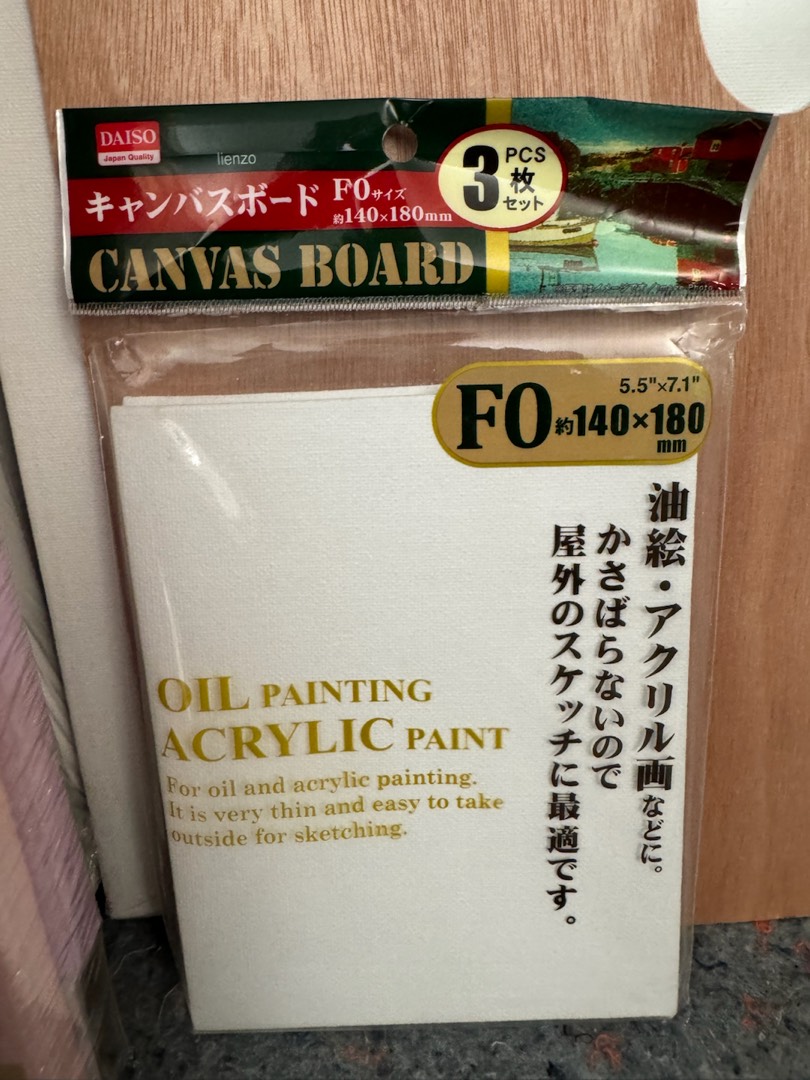 DAISO
Japan Quality
lienzo
キャンバスボード F0サイズ
約140×180mm
3 PCS
枚
セット
CANVAS BOARD
5.5"×7.1"
F0 約140×180
mm
油絵・アクリル画などに。
かさばらないので
屋外のスケッチに最適です。
OIL PAINTING
ACRYLIC PAINT
For oil and acrylic painting.
It is very thin and easy to take
outside for sketching.